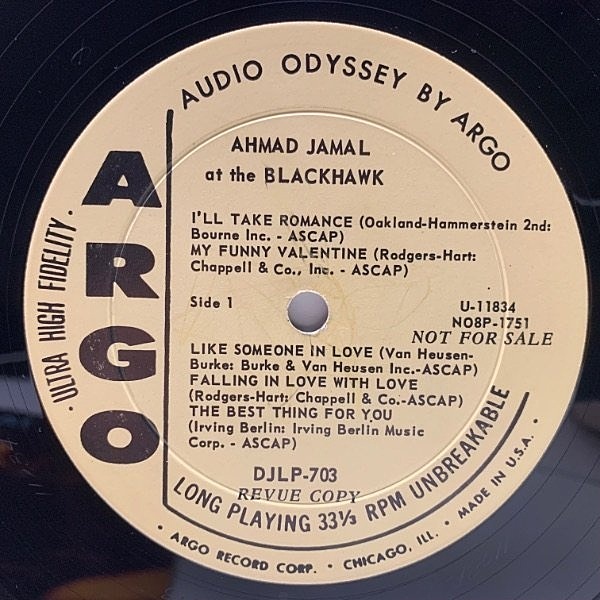 AUDIO ODYSSEY BY ARGO
AHMAD JAMAL
at the BLACKHAWK
I'LL TAKE ROMANCE (Oakland-Hammerstein 2nd:
Bourne Inc. - ASCAP)
MY FUNNY VALENTINE (Rodgers-Hart:
Chappell & Co., Inc. - ASCAP)
Side 1
U-11834
NO8P-1751
NOT FOR SALE
LIKE SOMEONE IN LOVE (Van Heusen-
Burke: Burke & Van Heusen Inc.-ASCAP)
FALLING IN LOVE WITH LOVE
(Rodgers-Hart: Chappell & Co.-ASCAP)
THE BEST THING FOR YOU
(Irving Berlin: Irving Berlin Music
Corp. - ASCAP)
DJLP-703
REVUE COPY
LONG PLAYING 33⅓ RPM UNBREAKABLE
• ARGO RECORD CORP. • CHICAGO, ILL. • MADE IN U.S.A. •
ARGO
• ULTRA HIGH FIDELITY •